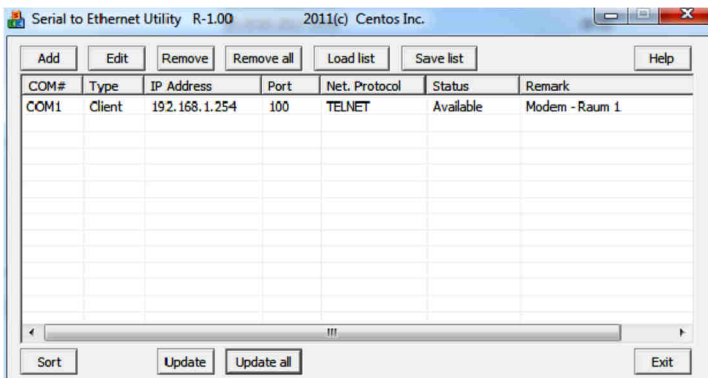 Serial to Ethernet Utility R-1.00 2011(c) Centos Inc.
Add Edit Remove Remove all Load list Save list Help
COM# Type IP Address Port Net. Protocol Status Remark
COM1 Client 192.168.1.254 100 TELNET Available Modem - Raum 1
Sort Update Update all Exit